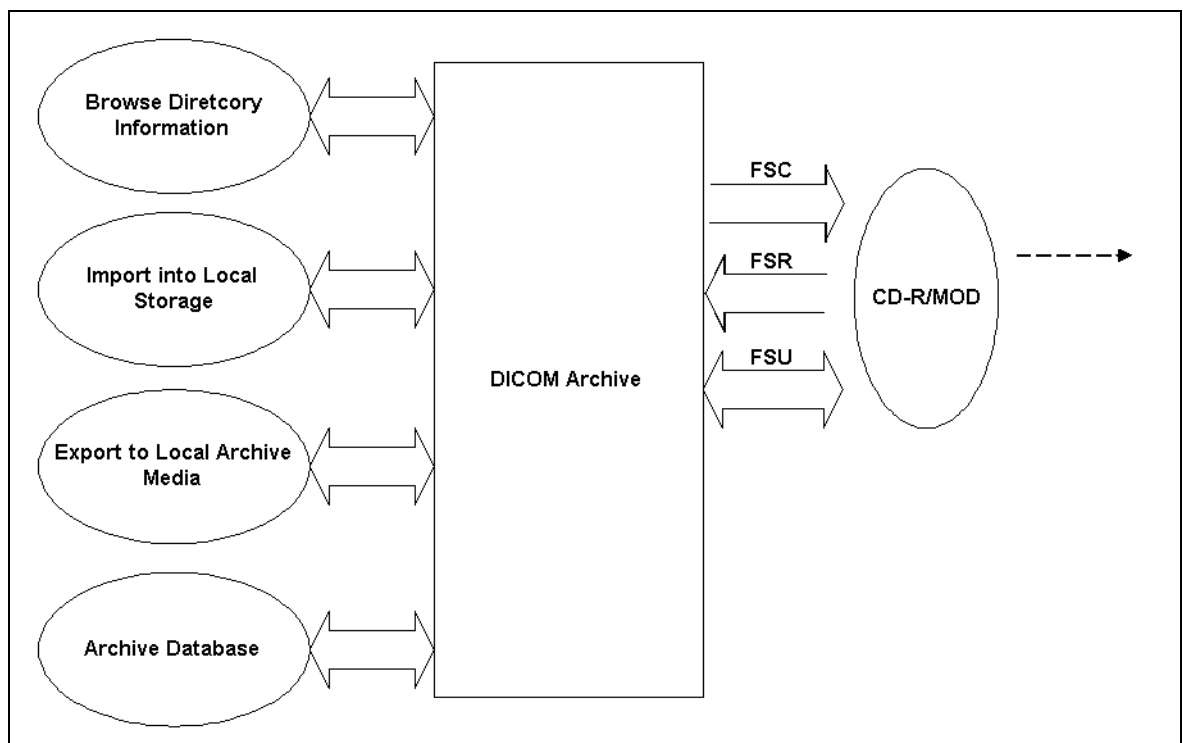 Browse Diretcory
Information
Import into Local
Storage
Export to Local Archive
Media
Archive Database
DICOM Archive
FSC
FSR
FSU
CD-R/MOD